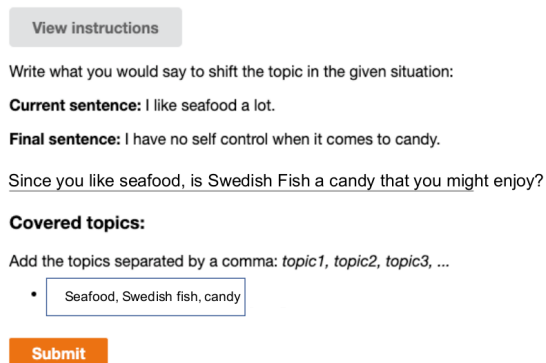 View instructions
Write what you would say to shift the topic in the given situation:
Current sentence: I like seafood a lot.
Final sentence: I have no self control when it comes to candy.
Since you like seafood, is Swedish Fish a candy that you might enjoy?
Covered topics:
Add the topics separated by a comma: topic1, topic2, topic3, ...
• Seafood, Swedish fish, candy
Submit